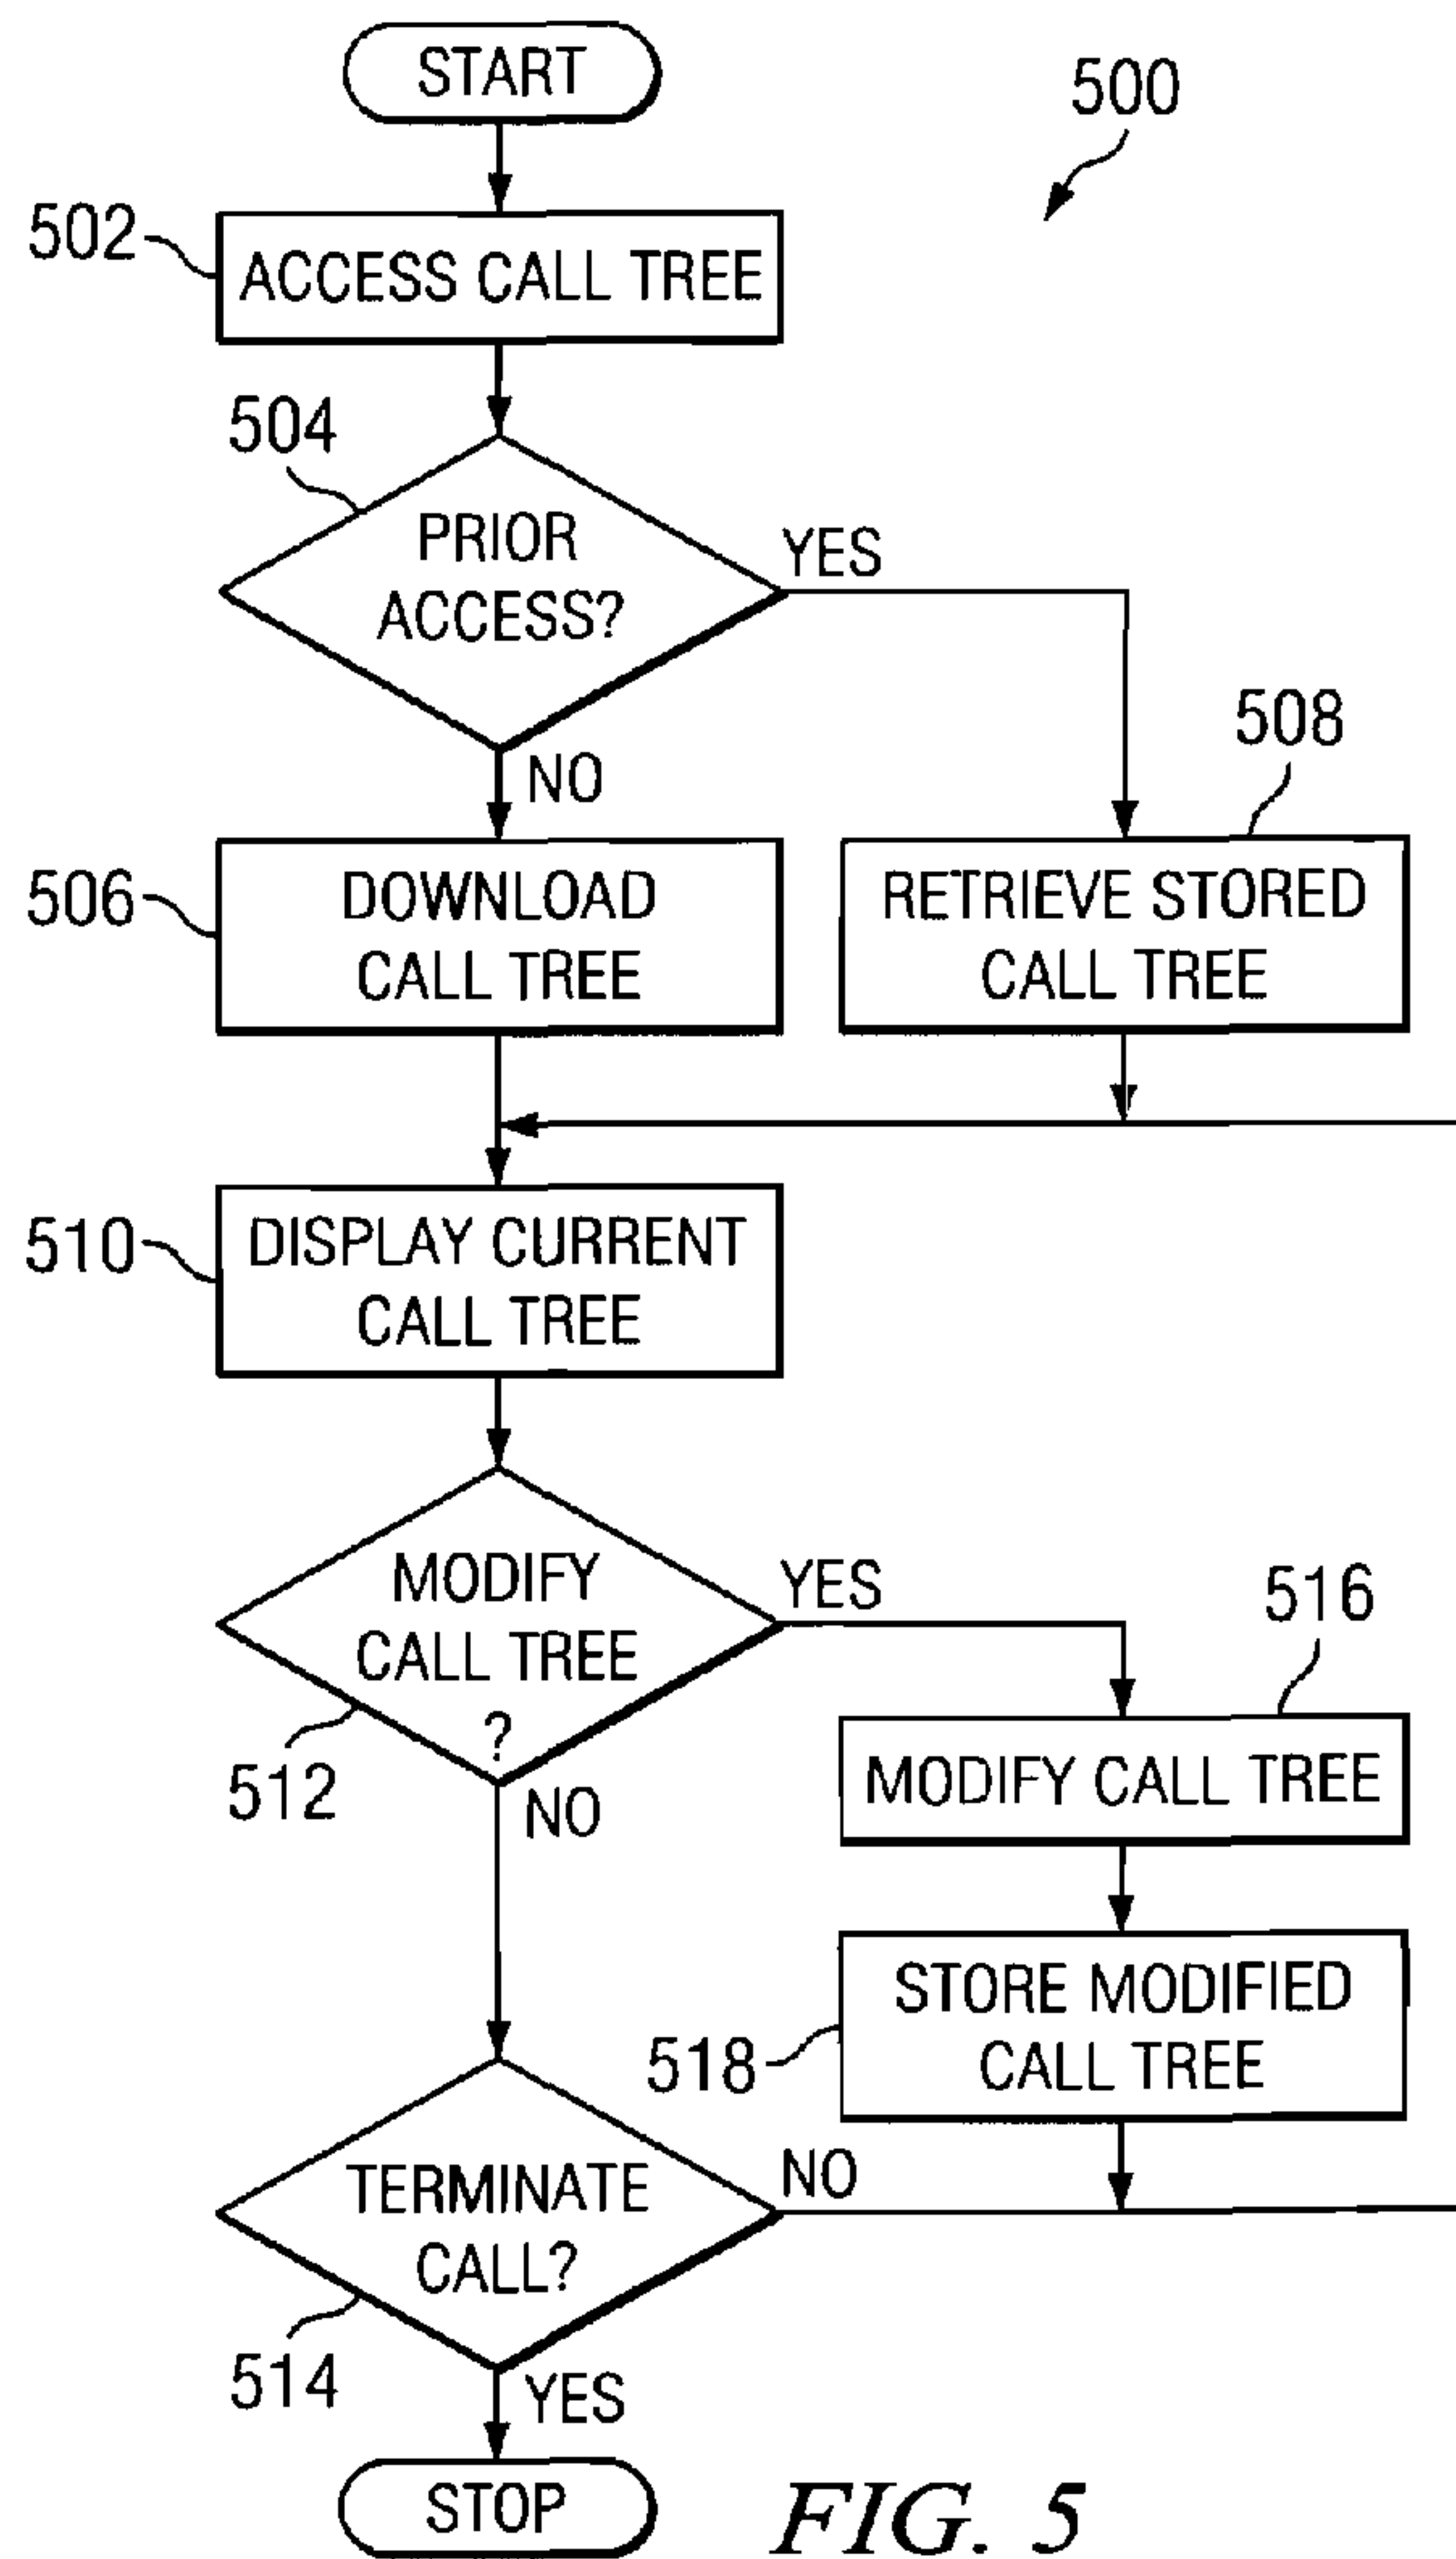 START
500
502
ACCESS CALL TREE
504
PRIOR
ACCESS?
YES
NO
508
506
DOWNLOAD
CALL TREE
RETRIEVE STORED
CALL TREE
510
DISPLAY CURRENT
CALL TREE
MODIFY
CALL TREE
?
YES
512
NO
516
MODIFY CALL TREE
518
STORE MODIFIED
CALL TREE
TERMINATE
CALL?
NO
514
YES
STOP
FIG. 5